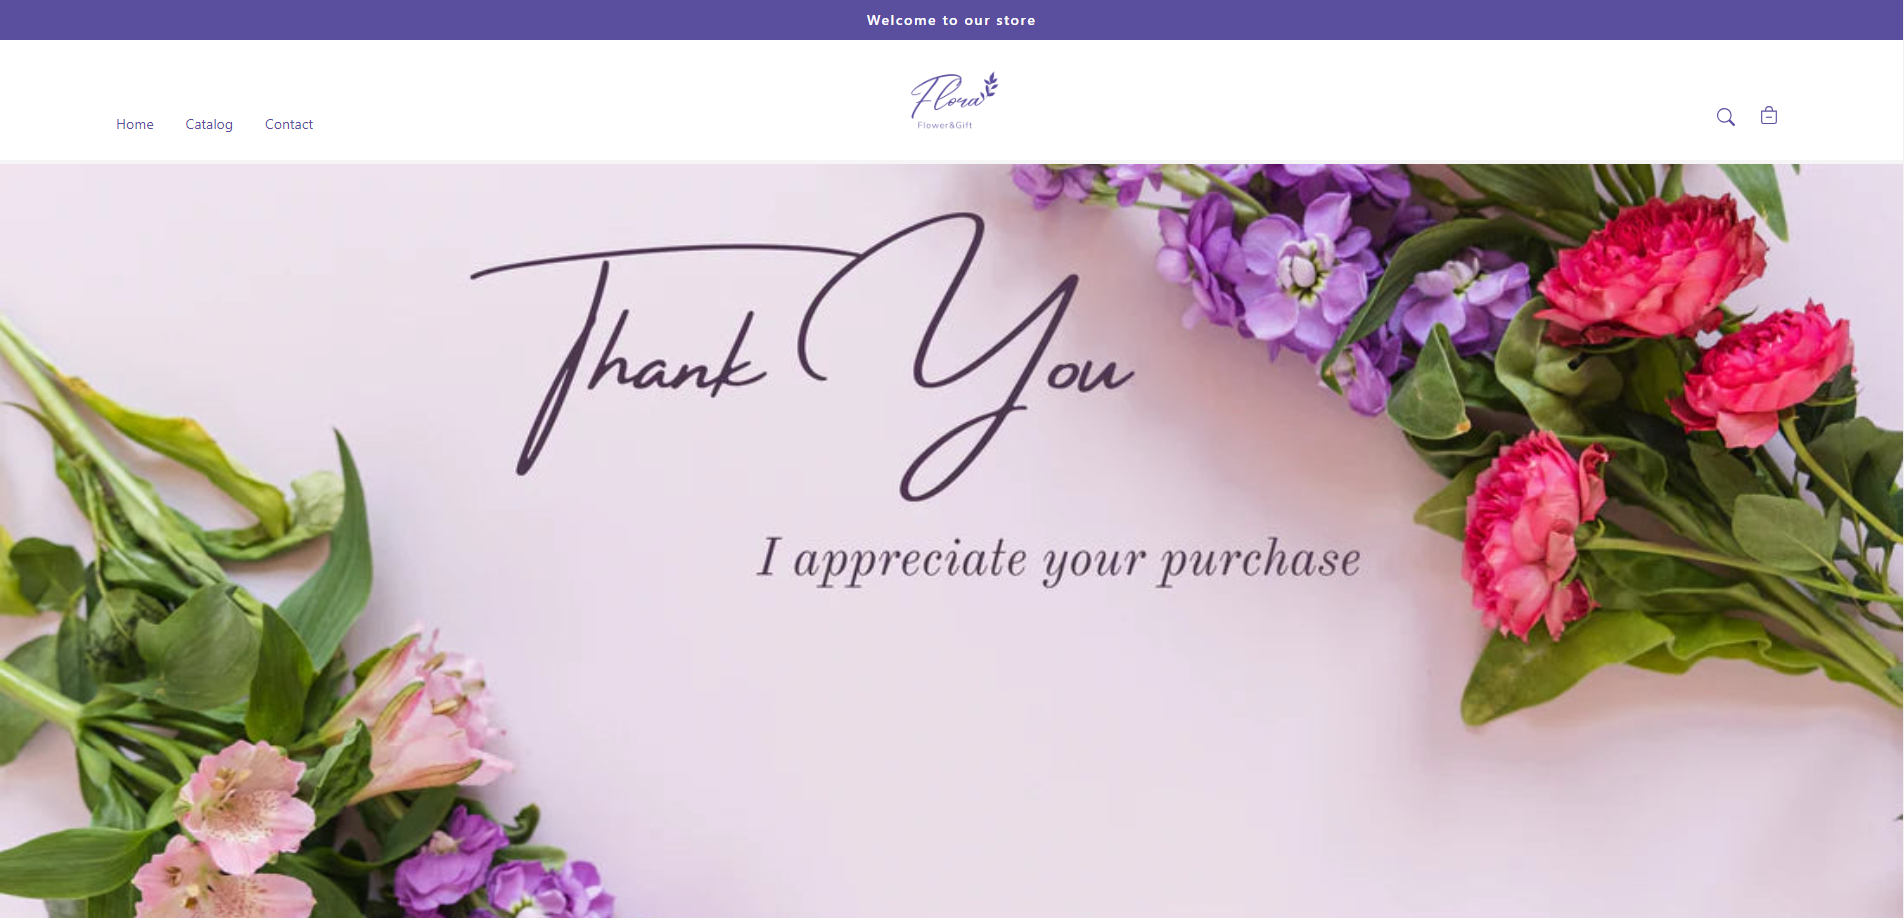 Welcome to our store
Flora
Flower&Gift
Home Catalog Contact
Thank You
I appreciate your purchase